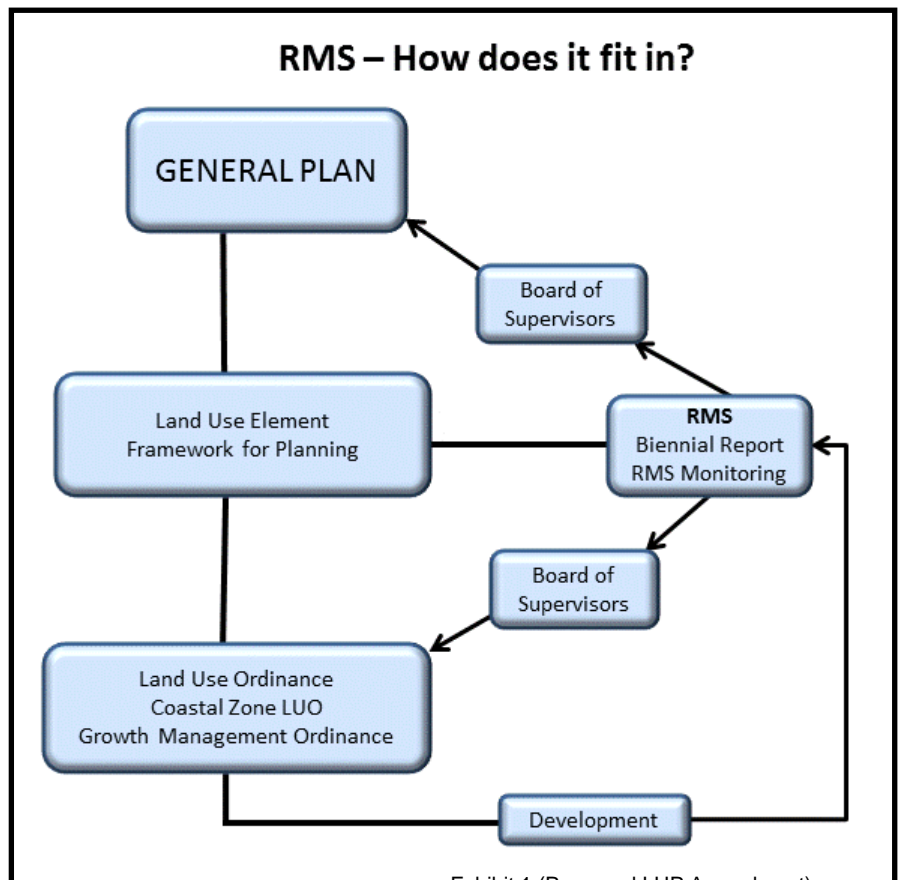 RMS – How does it fit in?
GENERAL PLAN
Board of
Supervisors
Land Use Element
Framework for Planning
RMS
Biennial Report
RMS Monitoring
Board of
Supervisors
Land Use Ordinance
Coastal Zone LUO
Growth Management Ordinance
Development